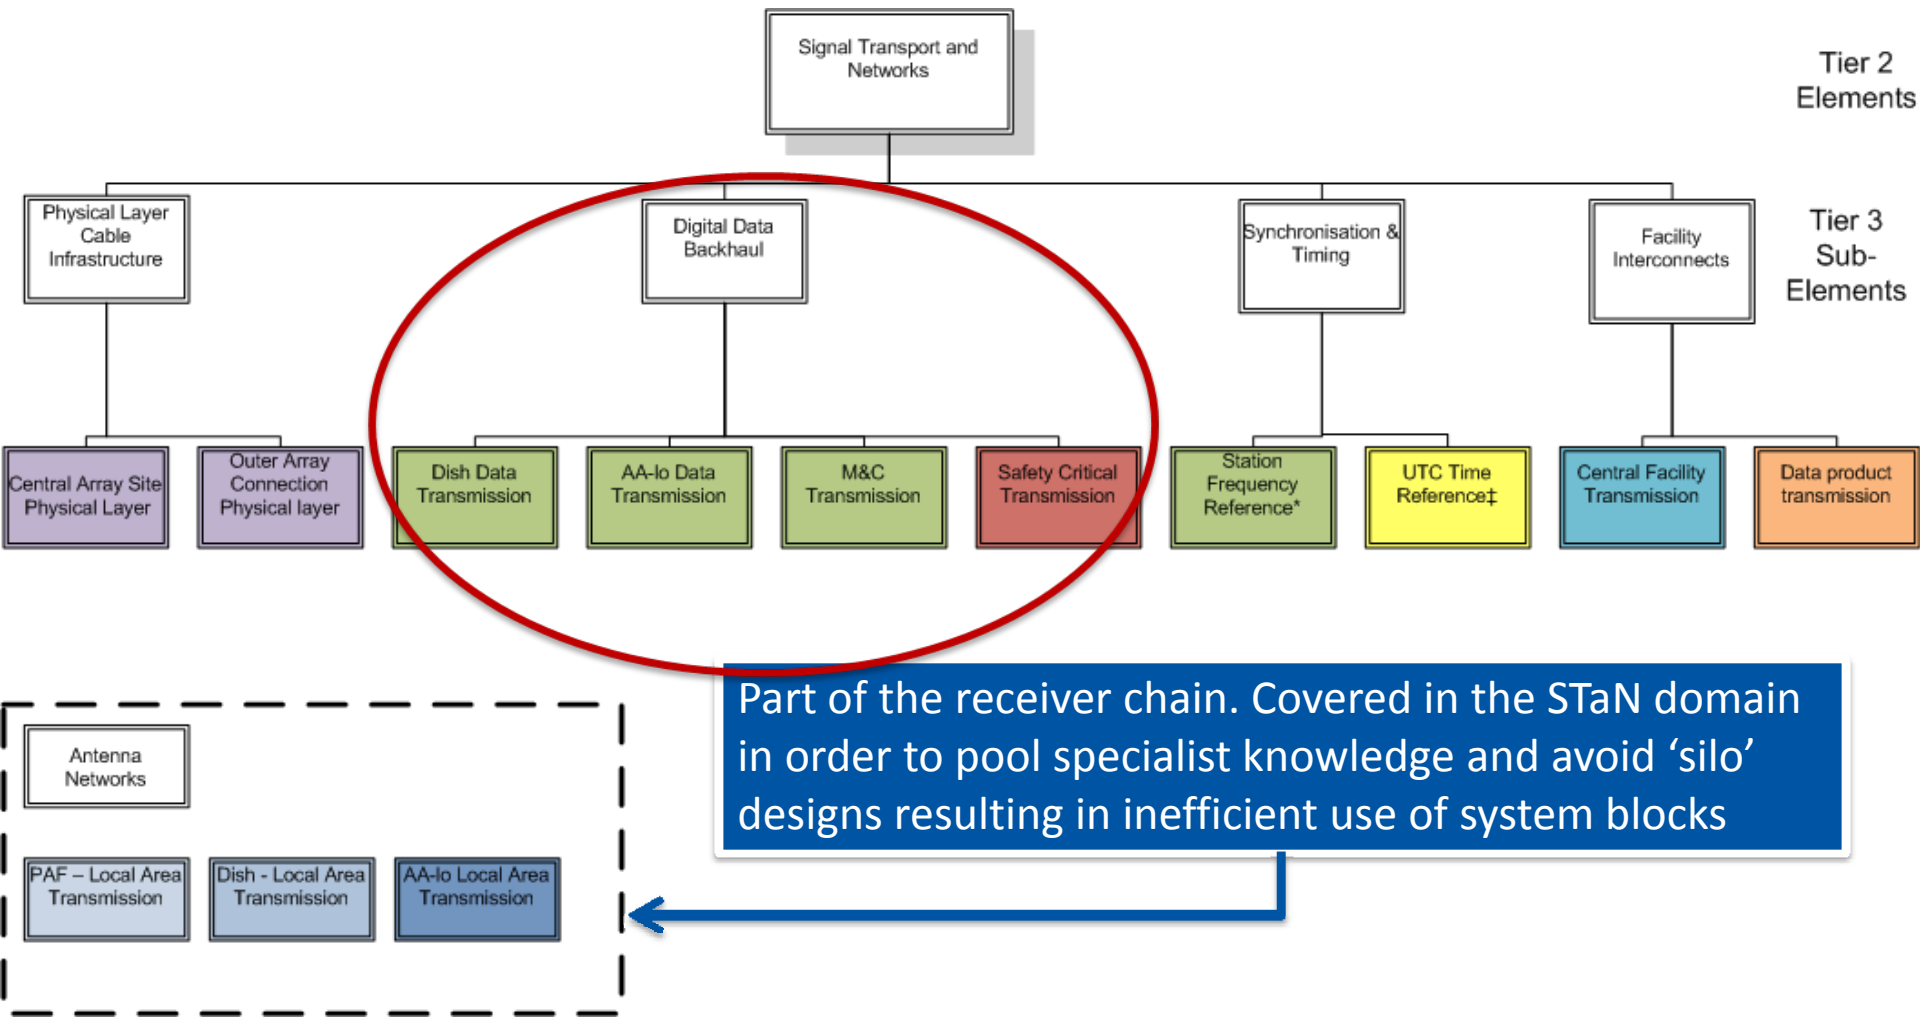 Signal Transport and
Networks
Tier 2
Elements
Physical Layer
Cable
Infrastructure
Digital Data
Backhaul
Synchronisation &
Timing
Facility
Interconnects
Tier 3
Sub-
Elements
Central Array Site
Physical Layer
Outer Array
Connection
Physical layer
Dish Data
Transmission
AA-lo Data
Transmission
M&C
Transmission
Safety Critical
Transmission
Station
Frequency
Reference*
UTC Time
Reference‡
Central Facility
Transmission
Data product
transmission
Part of the receiver chain. Covered in the STaN domain
in order to pool specialist knowledge and avoid ‘silo’
designs resulting in inefficient use of system blocks
Antenna
Networks
PAF – Local Area
Transmission
Dish - Local Area
Transmission
AA-lo Local Area
Transmission